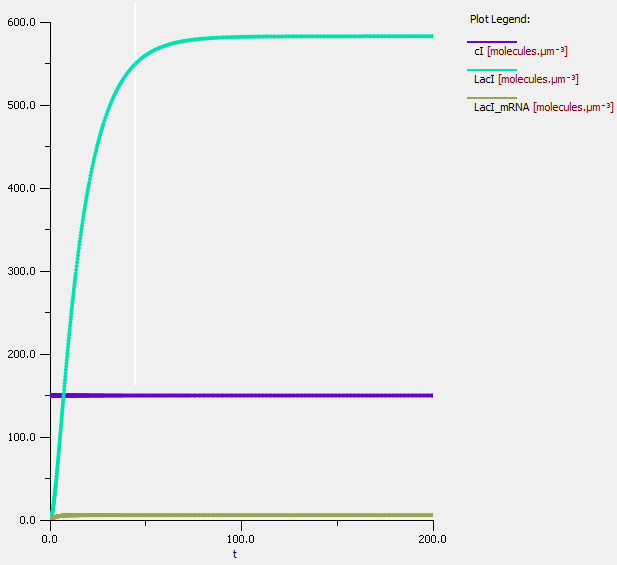 Plot Legend:
600.0
cI [molecules.µm⁻³]
LacI [molecules.µm⁻³]
500.0
LacI_mRNA [molecules.µm⁻³]
400.0
300.0
200.0
100.0
0.0
0.0 100.0 200.0
t